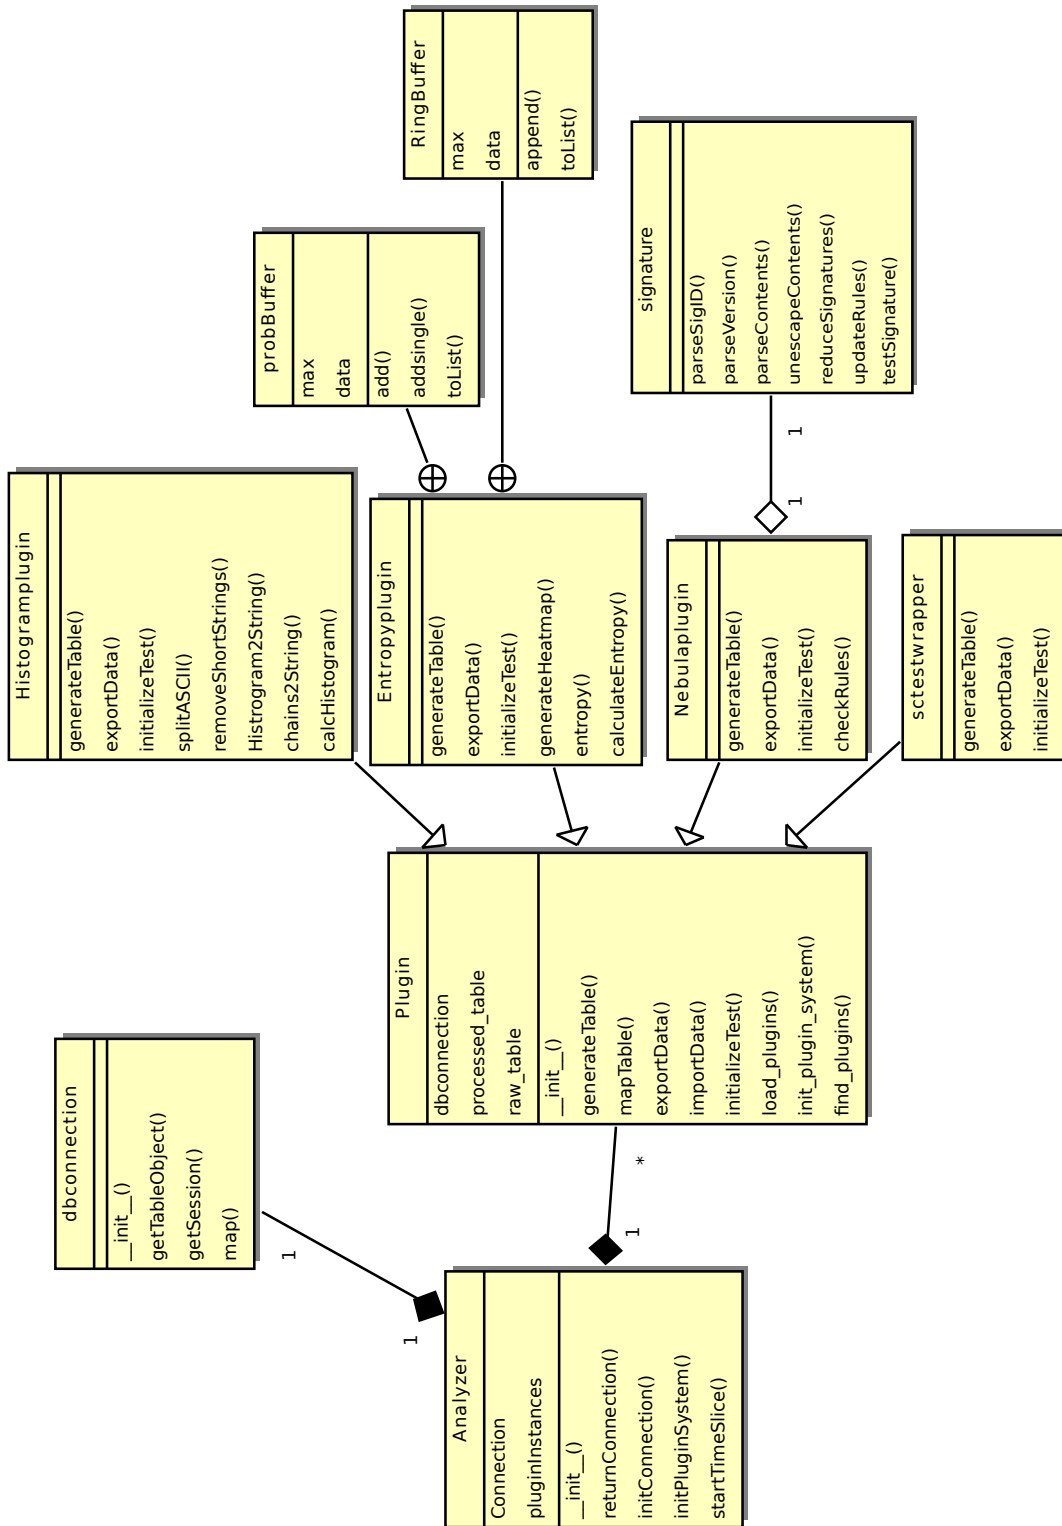 RingBuffer
max
data
append()
toList()
probBuffer
max
data
add()
addsingle()
toList()
signature
parseSigID()
parseVersion()
parseContents()
unescapeContents()
reduceSignatures()
updateRules()
testSignature()
1
1
Histogramplugin
generateTable()
exportData()
initializeTest()
splitASCII()
removeShortStrings()
Histrogram2String()
chains2String()
calcHistogram()
Entropyplugin
generateTable()
exportData()
initializeTest()
generateHeatmap()
entropy()
calculateEntropy()
Nebulaplugin
generateTable()
exportData()
initializeTest()
checkRules()
sctestwrapper
generateTable()
exportData()
initializeTest()
Plugin
dbconnection
processed_table
raw_table
__init__()
generateTable()
mapTable()
exportData()
importData()
initializeTest()
load_plugins()
init_plugin_system()
find_plugins()
dbconnection
__init__()
getTableObject()
getSession()
map()
1
1
*
1
Analyzer
Connection
pluginInstances
__init__()
returnConnection()
initConnection()
initPluginSystem()
startTimeSlice()